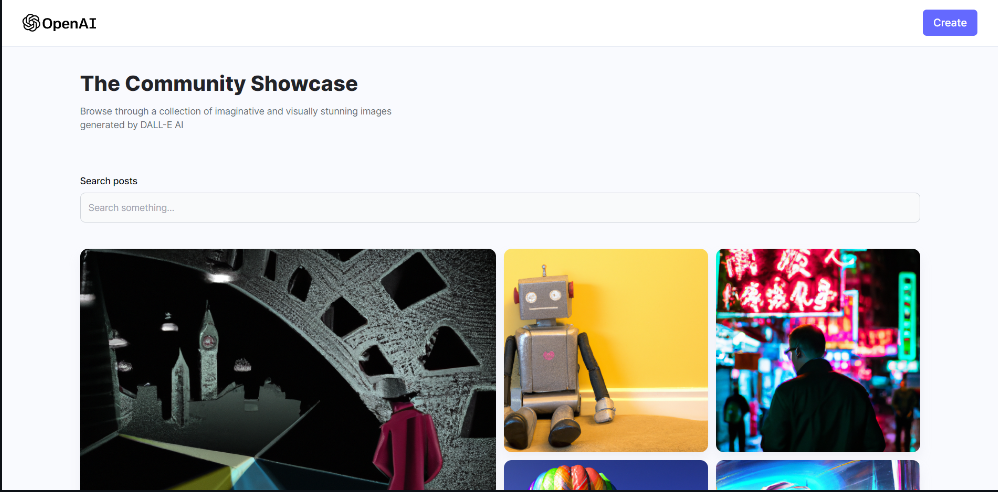 OpenAI
Create
The Community Showcase
Browse through a collection of imaginative and visually stunning images
generated by DALL-E AI
Search posts
Search something...